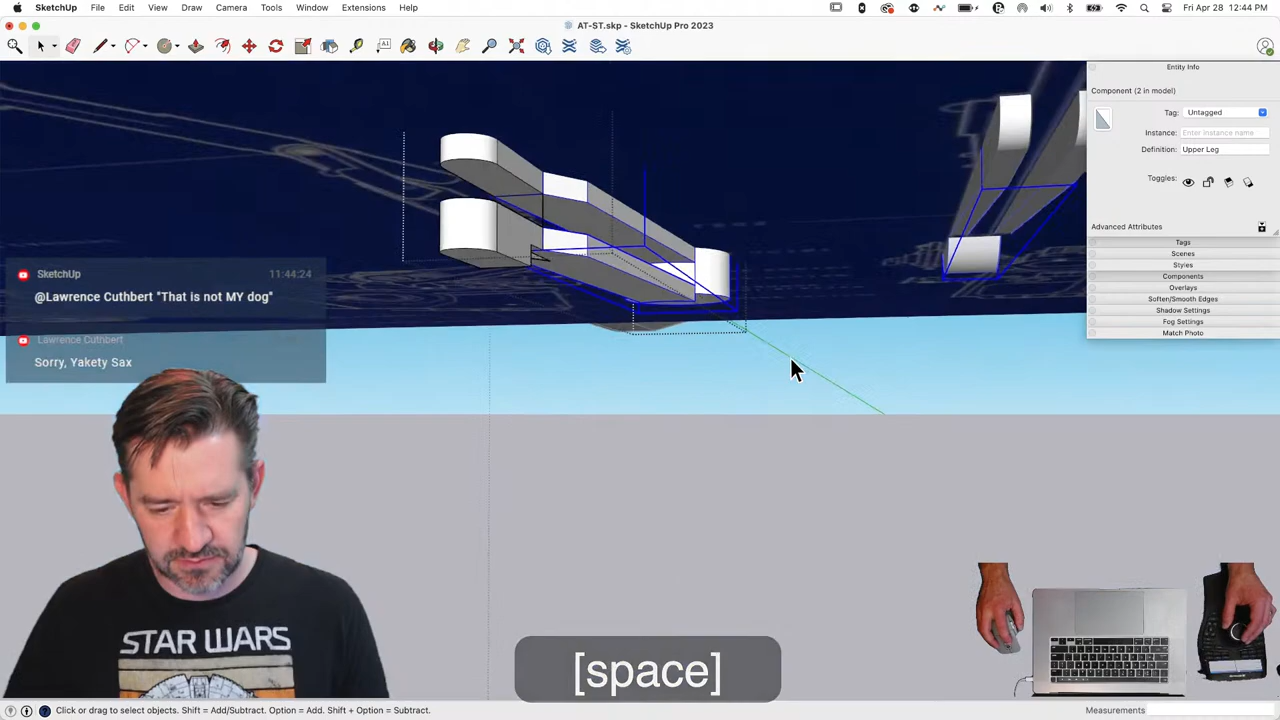 SketchUp File Edit View Draw Camera Tools Window Extensions Help Fri Apr 28 12:44 PM
AT-ST.skp - SketchUp Pro 2023
Entity Info
Component (2 in model)
Tag: Untagged
Instance: Enter instance name
Definition: Upper Leg
Toggles:
Advanced Attributes
Tags
Scenes
Styles
Components
Overlays
Soften/Smooth Edges
Shadow Settings
Fog Settings
Match Photo
SketchUp 11:44:24
@Lawrence Cuthbert "That is not MY dog"
Lawrence Cuthbert
Sorry, Yakety Sax
STAR WARS
[space]
Click or drag to select objects. Shift = Add/Subtract. Option = Add. Shift + Option = Subtract.
Measurements